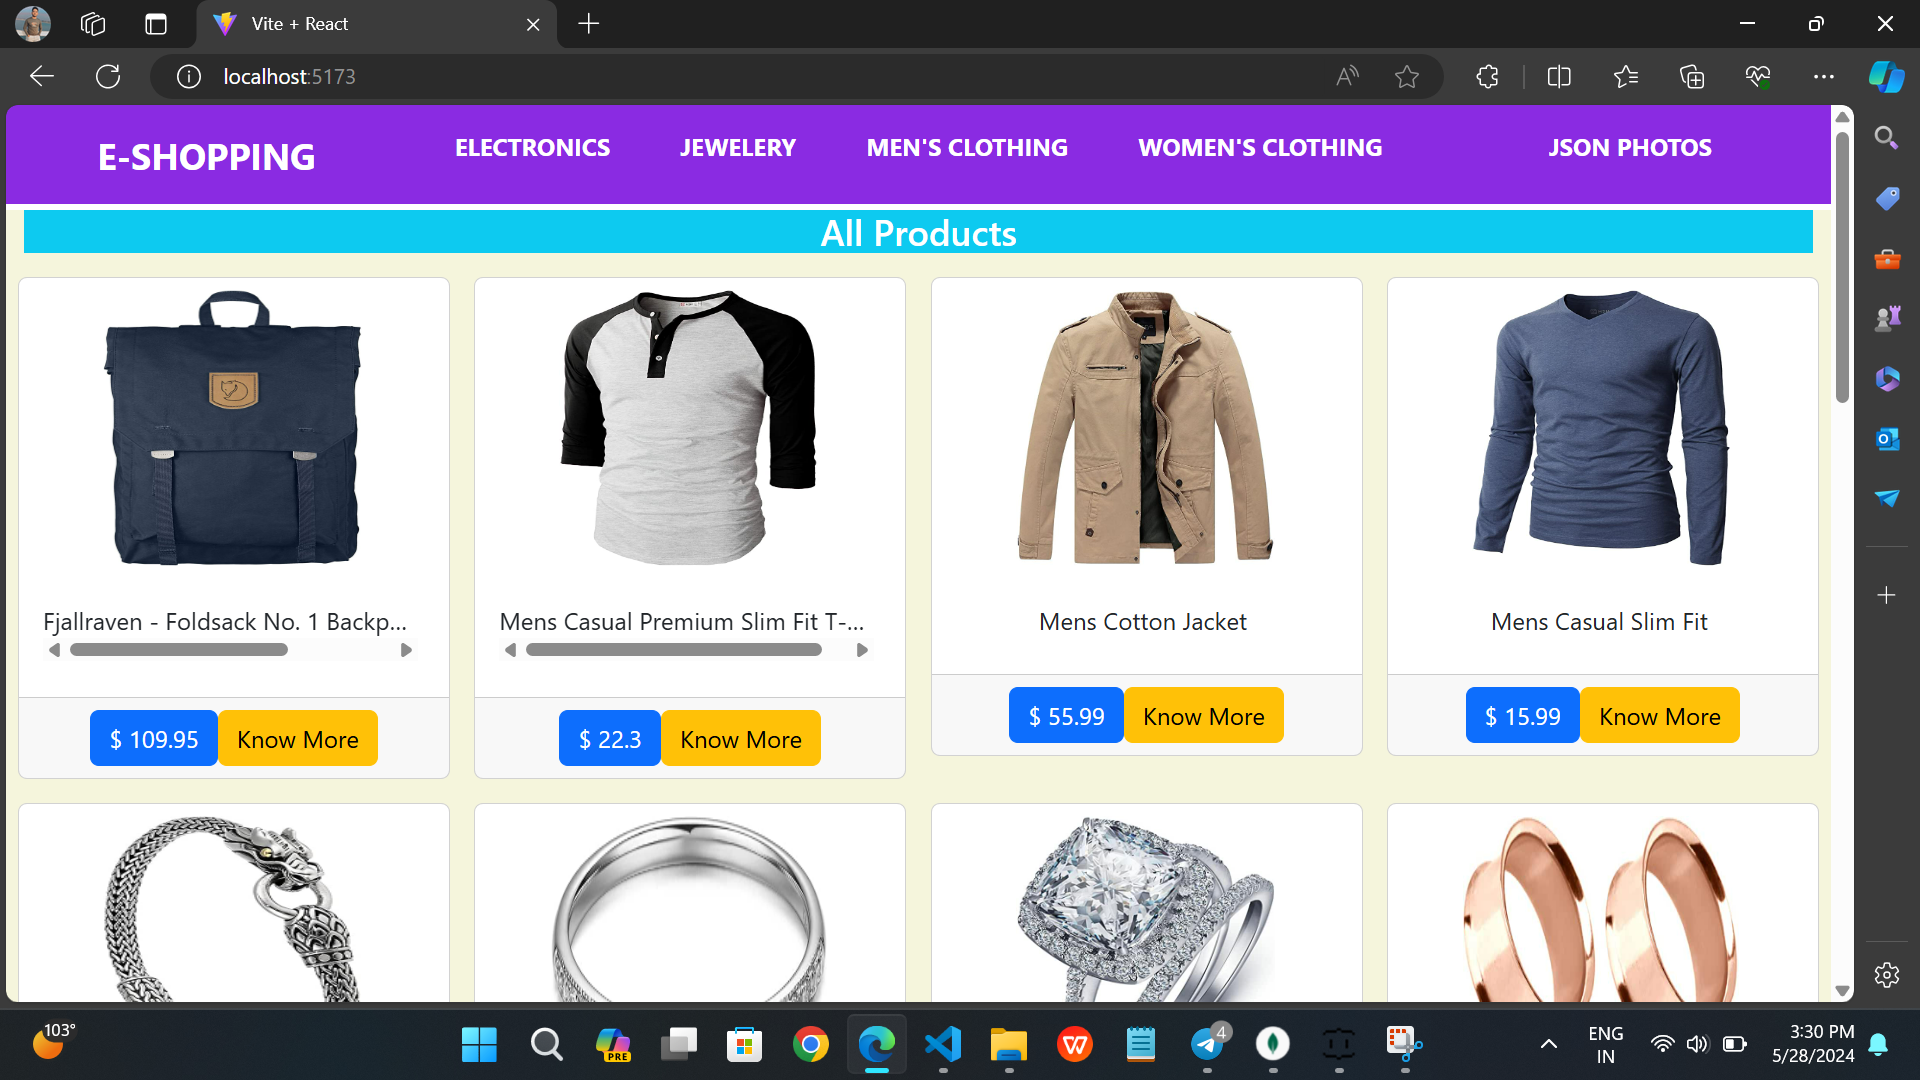 Vite + React
localhost:5173
E-SHOPPING
ELECTRONICS
JEWELERY
MEN'S CLOTHING
WOMEN'S CLOTHING
JSON PHOTOS
All Products
Fjallraven - Foldsack No. 1 Backp...
Mens Casual Premium Slim Fit T-...
Mens Cotton Jacket
Mens Casual Slim Fit
$ 109.95
Know More
$ 22.3
Know More
$ 55.99
Know More
$ 15.99
Know More
103°
PRE
4
ENG
IN
3:30 PM
5/28/2024